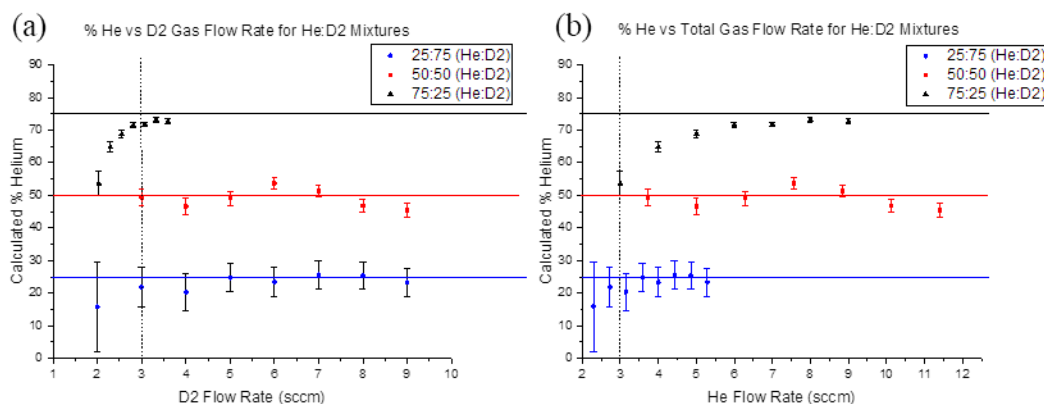 (a)
% He vs D2 Gas Flow Rate for He:D2 Mixtures
25:75 (He:D2)
50:50 (He:D2)
75:25 (He:D2)
Calculated % Helium
90
80
70
60
50
40
30
20
10
0
1 2 3 4 5 6 7 8 9 10
D2 Flow Rate (sccm)
(b)
% He vs Total Gas Flow Rate for He:D2 Mixtures
25:75 (He:D2)
50:50 (He:D2)
75:25 (He:D2)
Calculated % Helium
90
80
70
60
50
40
30
20
10
0
2 3 4 5 6 7 8 9 10 11 12
He Flow Rate (sccm)